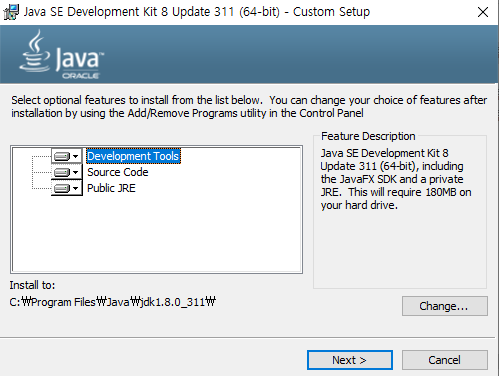 Java SE Development Kit 8 Update 311 (64-bit) - Custom Setup
Java™
ORACLE
Select optional features to install from the list below. You can change your choice of features after
installation by using the Add/Remove Programs utility in the Control Panel
Development Tools
Source Code
Public JRE
Feature Description
Java SE Development Kit 8
Update 311 (64-bit), including
the JavaFX SDK and a private
JRE. This will require 180MB on
your hard drive.
Install to:
C:₩Program Files₩Java₩jdk1.8.0_311₩
Change...
Next >
Cancel